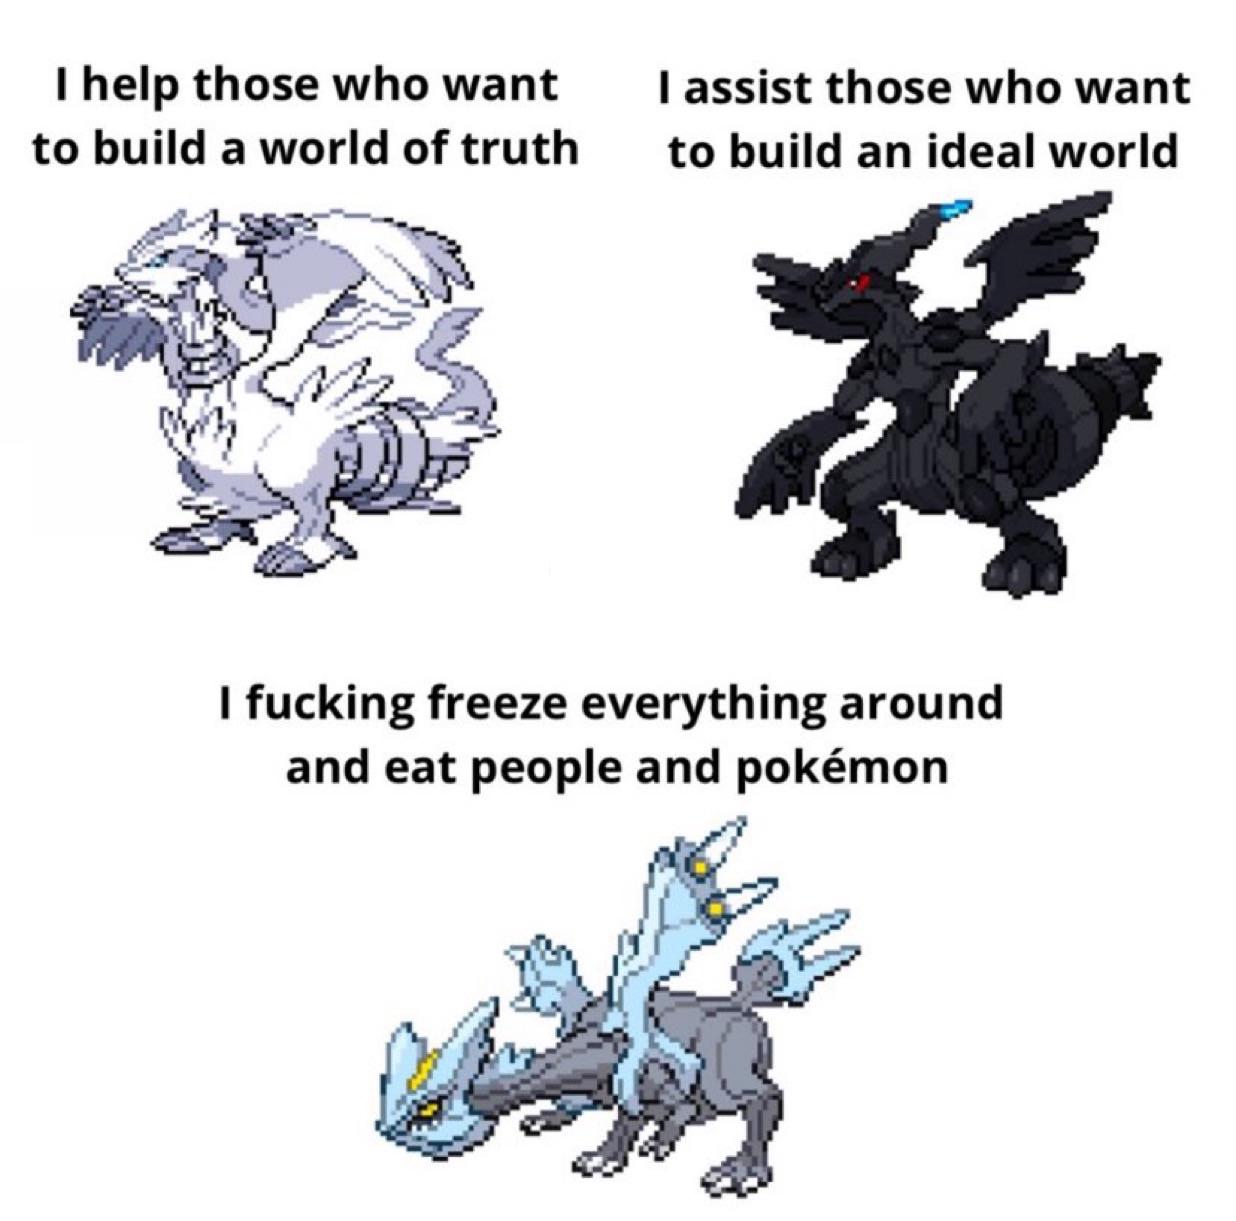 I help those who want
to build a world of truth
I assist those who want
to build an ideal world
I fucking freeze everything around
and eat people and pokémon